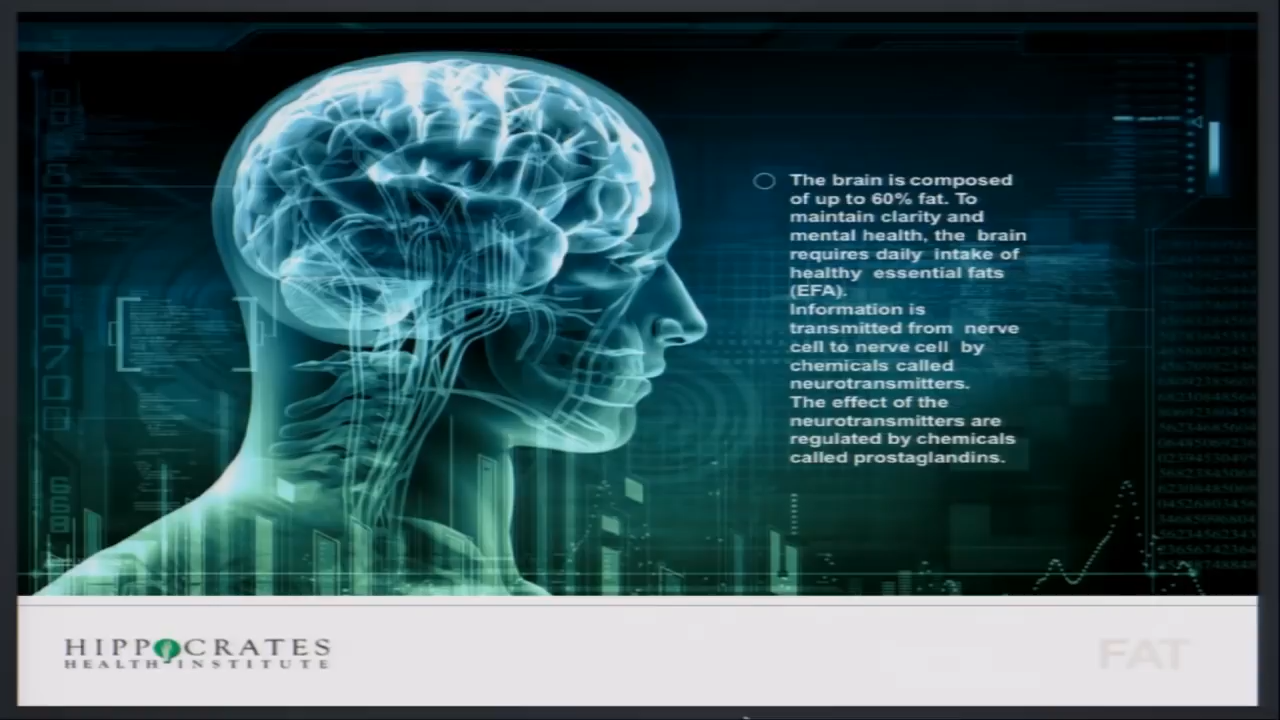 The brain is composed
of up to 60% fat. To
maintain clarity and
mental health, the brain
requires daily intake of
healthy essential fats
(EFA).
Information is
transmitted from nerve
cell to nerve cell by
chemicals called
neurotransmitters.
The effect of the
neurotransmitters are
regulated by chemicals
called prostaglandins.
HIPPOCRATES
HEALTH INSTITUTE
FAT